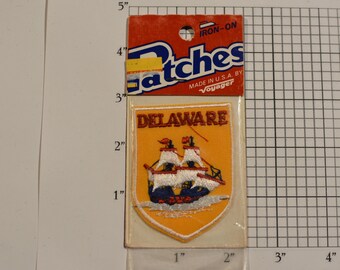 5"
IRON-ON
Patches
MADE IN U.S.A. BY
Voyager
4"
3"
DELAWARE
2"
1"
1" 2" 3" 4"